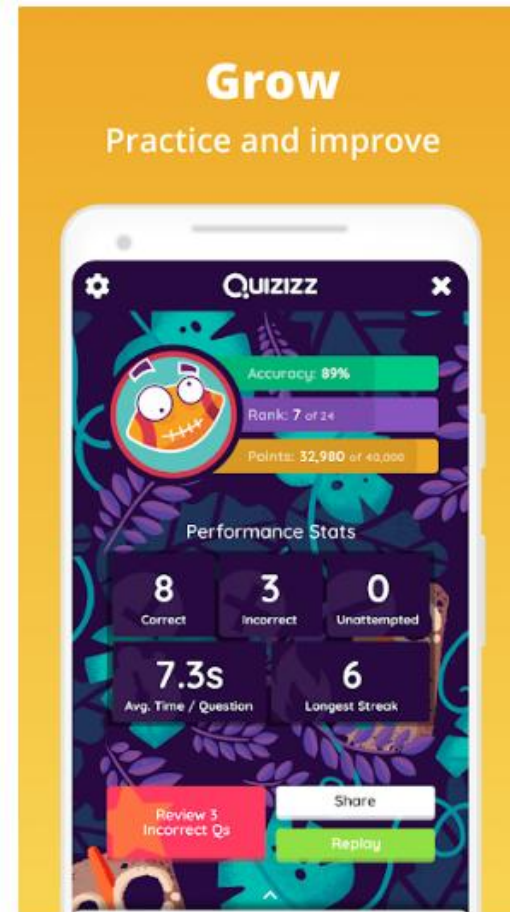 Grow
Practice and improve
QUIZIZZ
Accuracy: 89%
Rank: 7 of 24
Points: 32,980 of 40,000
Performance Stats
8
Correct
3
Incorrect
0
Unattempted
7.3s
Avg. Time / Question
6
Longest Streak
Review 3
Incorrect Qs
Share
Replay